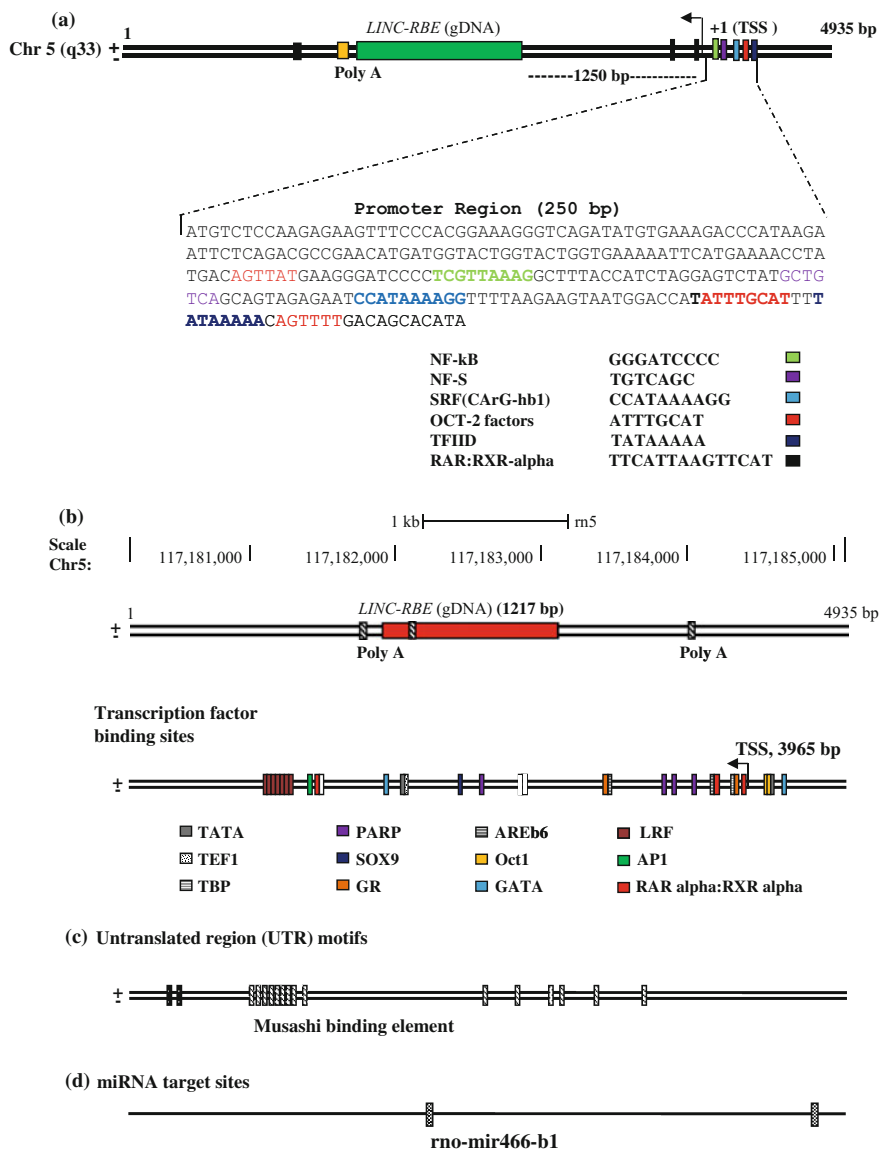 (a)
LINC-RBE (gDNA)
1
+1 (TSS )
4935 bp
Chr 5 (q33)
+
-
Poly A
------1250 bp----------
Promoter Region (250 bp)
ATGTCTCCAAGAGAAGTTTCCCACGGAAAGGGTCAGATATGTGAAAGACCCATAAGA
ATTCTCAGACGCCGAACATGATGGTACTGGTACTGGTGAAAAATTCATGAAAACCTA
TGACAGTTATGAAGGGATCCCCTCGTTAAAGGCTTTACCATCTAGGAGTCTATGCTG
TCAGCAGTAGAGAATCCATAAAAGGTTTTAAGAAGTAATGGACCATATTTGCATTTT
ATAAAAACAGTTTTGACAGCACATA
NF-kB GGGATCCCC
NF-S TGTCAGC
SRF(CArG-hb1) CCATAAAAGG
OCT-2 factors ATTTGCAT
TFIID TATAAAAA
RAR:RXR-alpha TTCATTAAGTTCAT
(b)
1 kb rn5
Scale
Chr5: 117,181,000 117,182,000 117,183,000 117,184,000 117,185,000
1 LINC-RBE (gDNA) (1217 bp) 4935 bp
+
-
Poly A Poly A
Transcription factor
binding sites
TSS, 3965 bp
+
-
TATA PARP AREb6 LRF
TEF1 SOX9 Oct1 AP1
TBP GR GATA RAR alpha:RXR alpha
(c) Untranslated region (UTR) motifs
+
-
Musashi binding element
(d) miRNA target sites
rno-mir466-b1